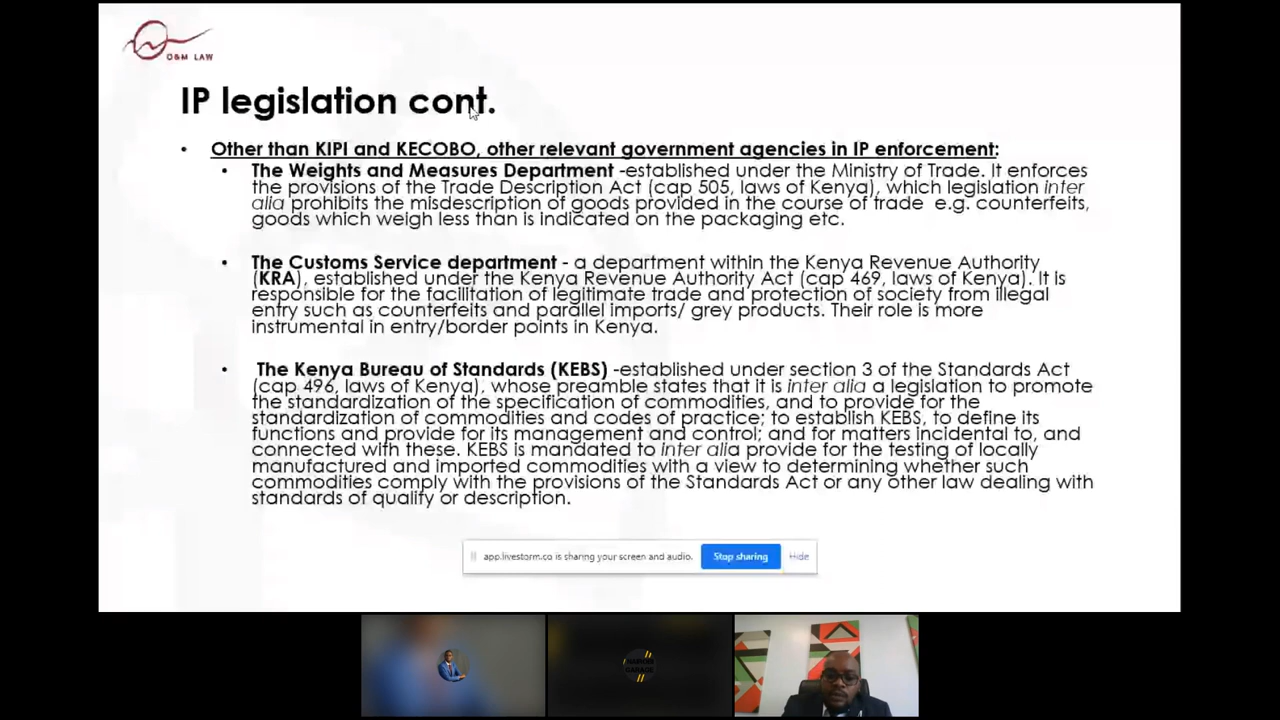 O&M LAW
IP legislation cont.
• Other than KIPI and KECOBO, other relevant government agencies in IP enforcement:
• The Weights and Measures Department -established under the Ministry of Trade. It enforces
the provisions of the Trade Description Act (cap 505, laws of Kenya), which legislation inter
alia prohibits the misdescription of goods provided in the course of trade e.g. counterfeits,
goods which weigh less than is indicated on the packaging etc.
• The Customs Service department - a department within the Kenya Revenue Authority
(KRA), established under the Kenya Revenue Authority Act (cap 469, laws of Kenya). It is
responsible for the facilitation of legitimate trade and protection of society from illegal
entry such as counterfeits and parallel imports/ grey products. Their role is more
instrumental in entry/border points in Kenya.
• The Kenya Bureau of Standards (KEBS) -established under section 3 of the Standards Act
(cap 496, laws of Kenya), whose preamble states that it is inter alia a legislation to promote
the standardization of the specification of commodities, and to provide for the
standardization of commodities and codes of practice; to establish KEBS, to define its
functions and provide for its management and control; and for matters incidental to, and
connected with these. KEBS is mandated to inter alia provide for the testing of locally
manufactured and imported commodities with a view to determining whether such
commodities comply with the provisions of the Standards Act or any other law dealing with
standards of qualify or description.
app.livestorm.co is sharing your screen and audio. Stop sharing Hide
GARAGE